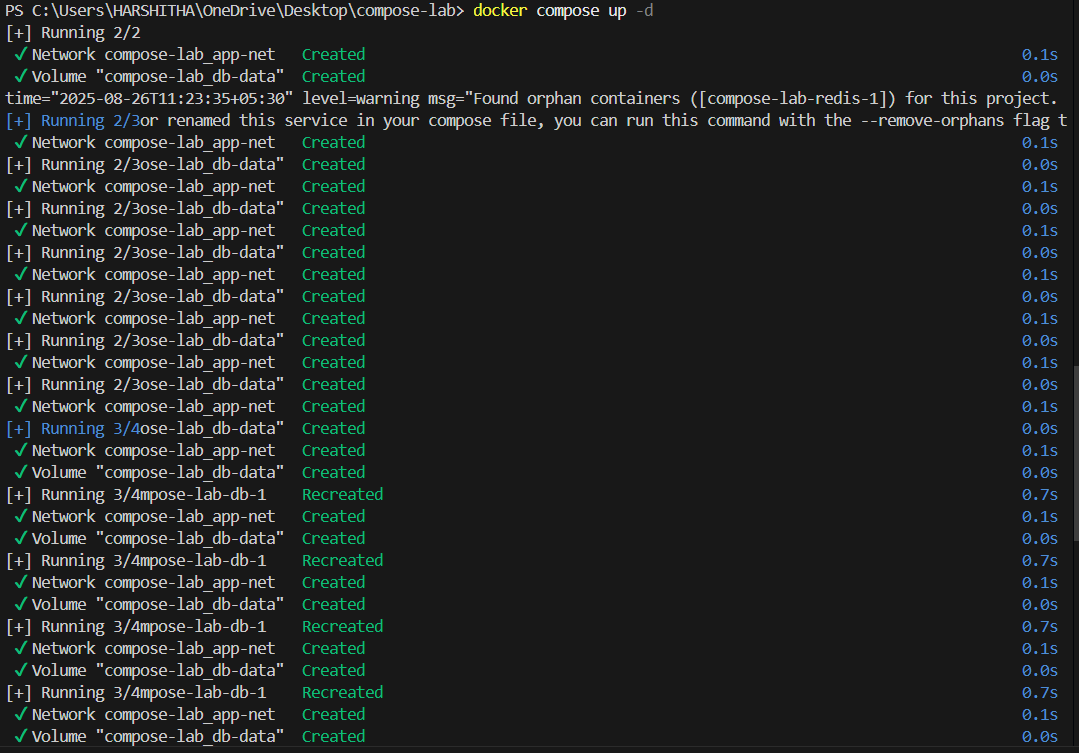 PS C:\Users\HARSHITHA\OneDrive\Desktop\compose-lab> docker compose up -d
[+] Running 2/2
✓ Network compose-lab_app-net Created 0.1s
✓ Volume "compose-lab_db-data" Created 0.0s
time="2025-08-26T11:23:35+05:30" level=warning msg="Found orphan containers ([compose-lab-redis-1]) for this project.
[+] Running 2/3or renamed this service in your compose file, you can run this command with the --remove-orphans flag t
✓ Network compose-lab_app-net Created 0.1s
[+] Running 2/3ose-lab_db-data" Created 0.0s
✓ Network compose-lab_app-net Created 0.1s
[+] Running 2/3ose-lab_db-data" Created 0.0s
✓ Network compose-lab_app-net Created 0.1s
[+] Running 2/3ose-lab_db-data" Created 0.0s
✓ Network compose-lab_app-net Created 0.1s
[+] Running 2/3ose-lab_db-data" Created 0.0s
✓ Network compose-lab_app-net Created 0.1s
[+] Running 2/3ose-lab_db-data" Created 0.0s
✓ Network compose-lab_app-net Created 0.1s
[+] Running 2/3ose-lab_db-data" Created 0.0s
✓ Network compose-lab_app-net Created 0.1s
[+] Running 3/4ose-lab_db-data" Created 0.0s
✓ Network compose-lab_app-net Created 0.1s
✓ Volume "compose-lab_db-data" Created 0.0s
[+] Running 3/4mpose-lab-db-1 Recreated 0.7s
✓ Network compose-lab_app-net Created 0.1s
✓ Volume "compose-lab_db-data" Created 0.0s
[+] Running 3/4mpose-lab-db-1 Recreated 0.7s
✓ Network compose-lab_app-net Created 0.1s
✓ Volume "compose-lab_db-data" Created 0.0s
[+] Running 3/4mpose-lab-db-1 Recreated 0.7s
✓ Network compose-lab_app-net Created 0.1s
✓ Volume "compose-lab_db-data" Created 0.0s
[+] Running 3/4mpose-lab-db-1 Recreated 0.7s
✓ Network compose-lab_app-net Created 0.1s
✓ Volume "compose-lab_db-data" Created 0.0s